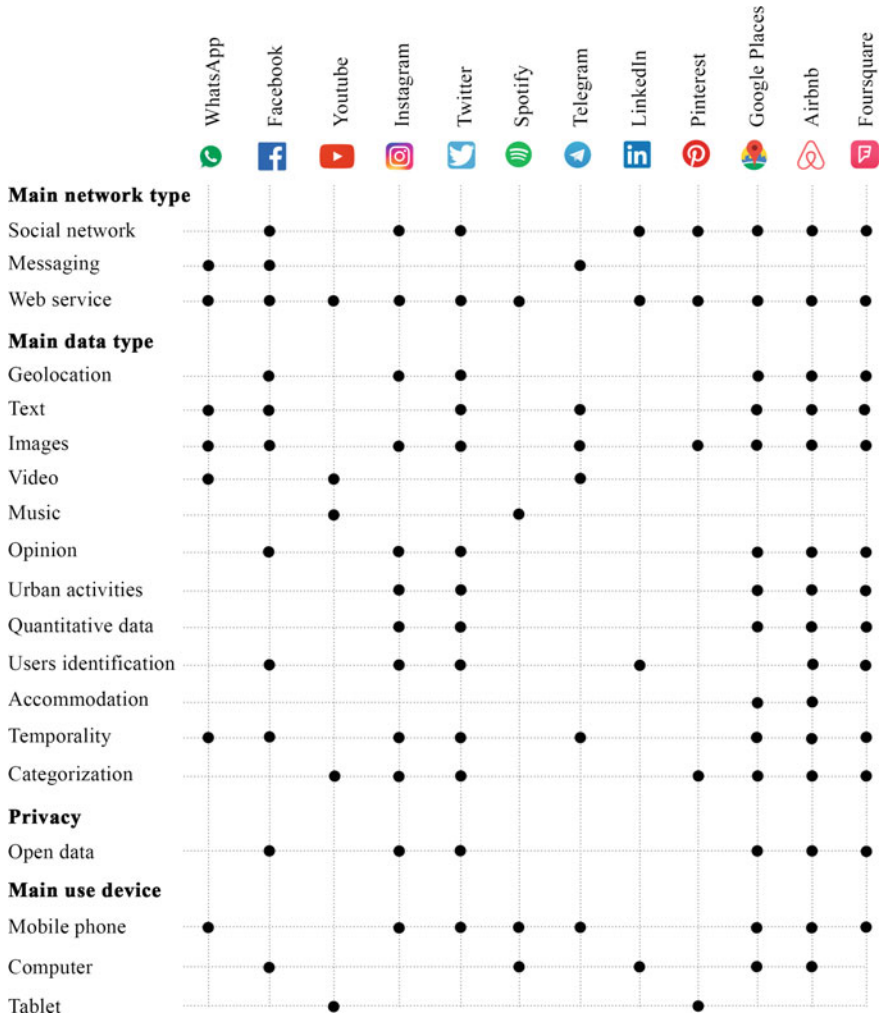 WhatsApp
Facebook
Youtube
Instagram
Twitter
Spotify
Telegram
LinkedIn
Pinterest
Google Places
Airbnb
Foursquare
Main network type
Social network
Messaging
Web service
Main data type
Geolocation
Text
Images
Video
Music
Opinion
Urban activities
Quantitative data
Users identification
Accommodation
Temporality
Categorization
Privacy
Open data
Main use device
Mobile phone
Computer
Tablet